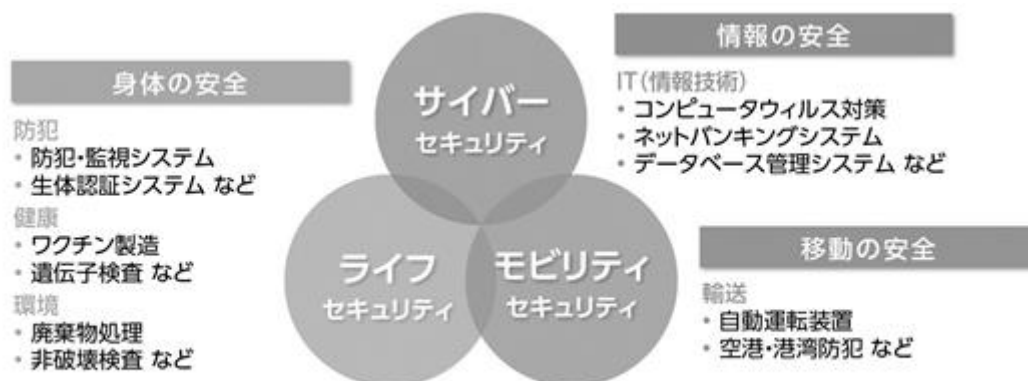 身体の安全
防犯
• 防犯・監視システム
• 生体認証システム など
健康
• ワクチン製造
• 遺伝子検査 など
環境
• 廃棄物処理
• 非破壊検査 など
サイバー
セキュリティ
ライフ
セキュリティ
モビリティ
セキュリティ
情報の安全
IT(情報技術)
• コンピュータウィルス対策
• ネットバンキングシステム
• データベース管理システム など
移動の安全
輸送
• 自動運転装置
• 空港・港湾防犯 など